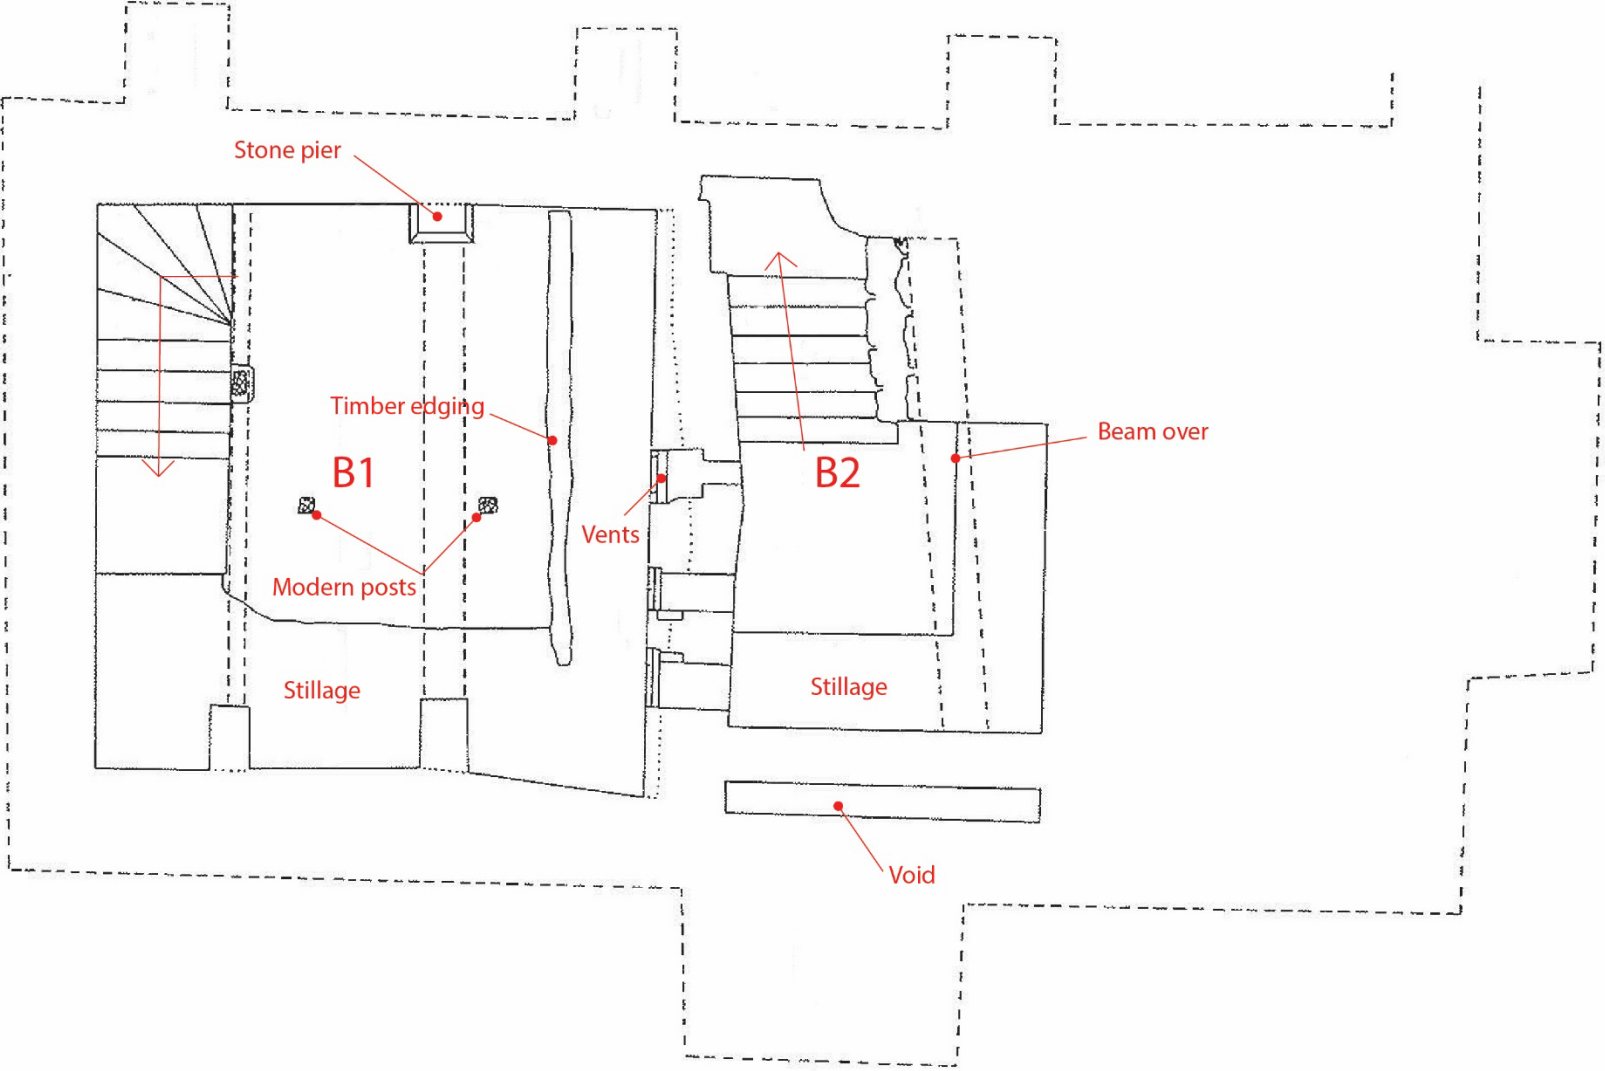 Stone pier
Timber edging
Beam over
B1
B2
Vents
Modern posts
Stillage
Stillage
Void